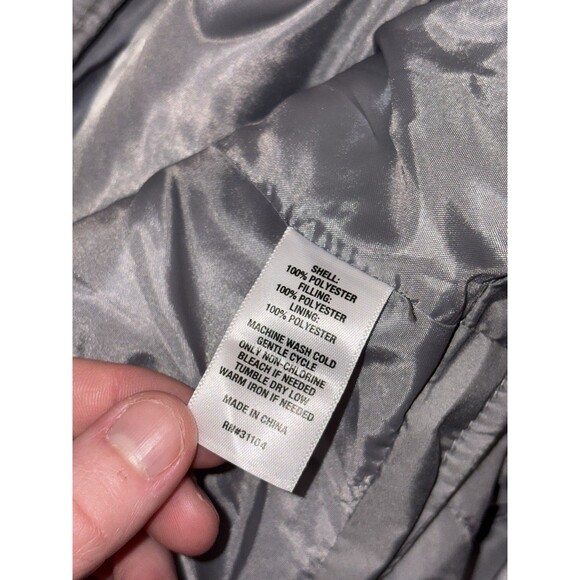 SHELL:
100% POLYESTER
FILLING:
100% POLYESTER
LINING:
100% POLYESTER
MACHINE WASH COLD
GENTLE CYCLE
ONLY NON-CHLORINE
BLEACH IF NEEDED
TUMBLE DRY LOW
WARM IRON IF NEEDED
MADE IN CHINA
RN#31104